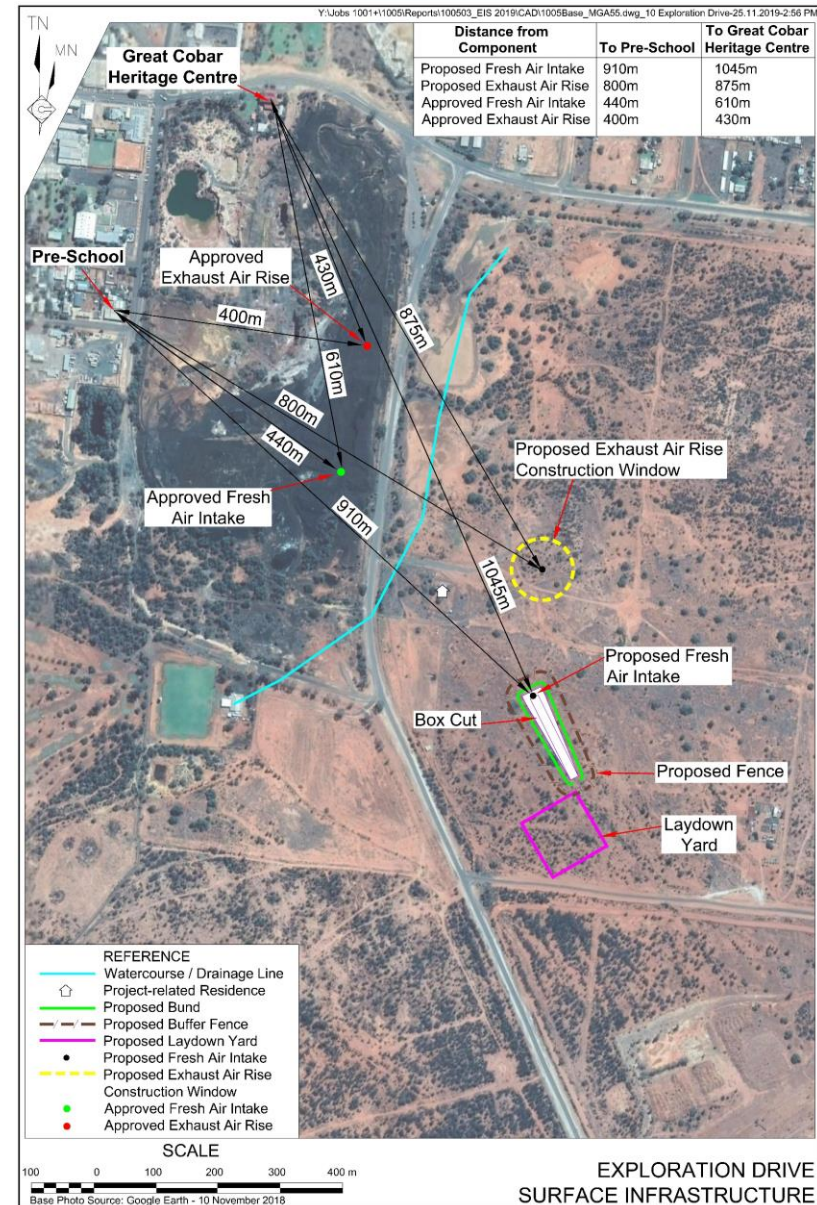 Y:\Jobs 1001+\1005\Reports\100503_EIS 2019\CAD\1005Base_MGA55.dwg_10 Exploration Drive-25.11.2019-2:56 PM
TN
MN
Distance from Component To Pre-School To Great Cobar Heritage Centre
Proposed Fresh Air Intake 910m 1045m
Proposed Exhaust Air Rise 800m 875m
Approved Fresh Air Intake 440m 610m
Approved Exhaust Air Rise 400m 430m
Great Cobar
Heritage Centre
Pre-School
Approved
Exhaust Air Rise
430m
400m
875m
610m
800m
440m
Proposed Exhaust Air Rise
Construction Window
Approved Fresh
Air Intake
910m
1045m
Proposed Fresh
Air Intake
Box Cut
Proposed Fence
Laydown
Yard
REFERENCE
Watercourse / Drainage Line
Project-related Residence
Proposed Bund
Proposed Buffer Fence
Proposed Laydown Yard
Proposed Fresh Air Intake
Proposed Exhaust Air Rise
Construction Window
Approved Fresh Air Intake
Approved Exhaust Air Rise
SCALE
100 0 100 200 300 400 m
Base Photo Source: Google Earth - 10 November 2018
EXPLORATION DRIVE
SURFACE INFRASTRUCTURE